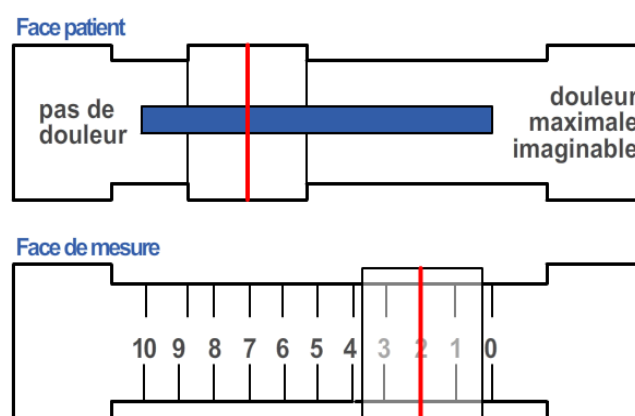 Face patient
pas de
douleur
douleur
maximale
imaginable
Face de mesure
10 9 8 7 6 5 4 3 2 1 0